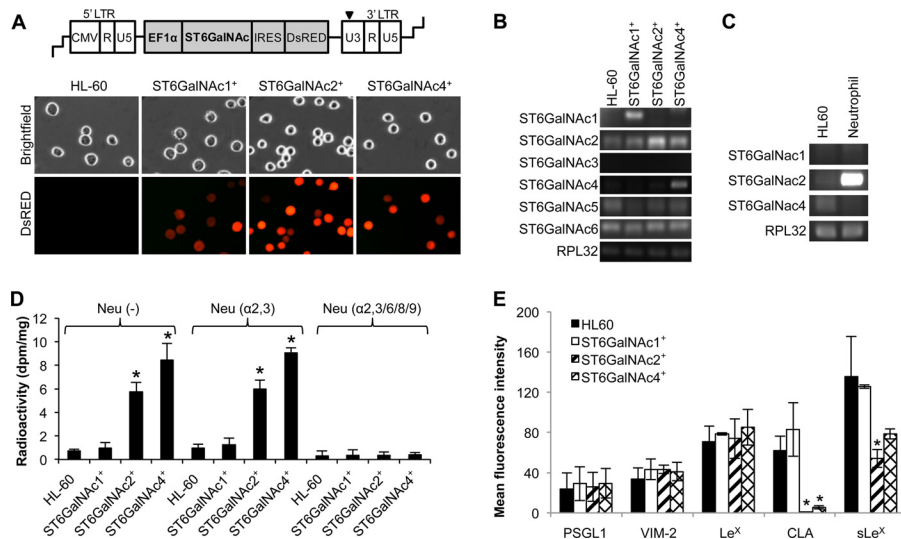 A
5' LTR
3' LTR
CMV R U5 EF1α ST6GalNAc IRES DsRED U3 R U5
HL-60 ST6GalNAc1⁺ ST6GalNAc2⁺ ST6GalNAc4⁺
Brightfield
DsRED
B
HL-60 ST6GalNAc1⁺ ST6GalNAc2⁺ ST6GalNAc4⁺
ST6GalNAc1
ST6GalNAc2
ST6GalNAc3
ST6GalNAc4
ST6GalNAc5
ST6GalNAc6
RPL32
C
HL60 Neutrophil
ST6GalNac1
ST6GalNac2
ST6GalNac4
RPL32
D
Neu (-) Neu (α2,3) Neu (α2,3/6/8/9)
Radioactivity (dpm/mg)
12
10
8
6
4
2
0
* * * *
HL-60 ST6GalNAc1⁺ ST6GalNAc2⁺ ST6GalNAc4⁺ HL-60 ST6GalNAc1⁺ ST6GalNAc2⁺ ST6GalNAc4⁺ HL-60 ST6GalNAc1⁺ ST6GalNAc2⁺ ST6GalNAc4⁺
E
Mean fluorescence intensity
200
160
120
80
40
0
HL60
ST6GalNAc1⁺
ST6GalNAc2⁺
ST6GalNAc4⁺
* * *
PSGL1 VIM-2 Leˣ CLA sLeˣ